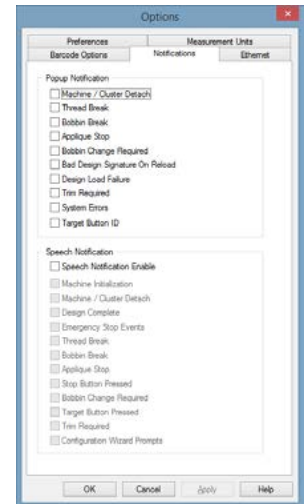 Options
x
Preferences
Measurement Units
Barcode Options
Notifications
Ethernet
Popup Notification
Machine / Cluster Detach
Thread Break
Bobbin Break
Applique Stop
Bobbin Change Required
Bad Design Signature On Reload
Design Load Failure
Trim Required
System Errors
Target Button ID
Speech Notification
Speech Notification Enable
Machine Initialization
Machine / Cluster Detach
Design Complete
Emergency Stop Events
Thread Break
Bobbin Break
Applique Stop
Stop Button Pressed
Bobbin Change Required
Target Button Pressed
Trim Required
Configuration Wizard Prompts
OK
Cancel
Apply
Help